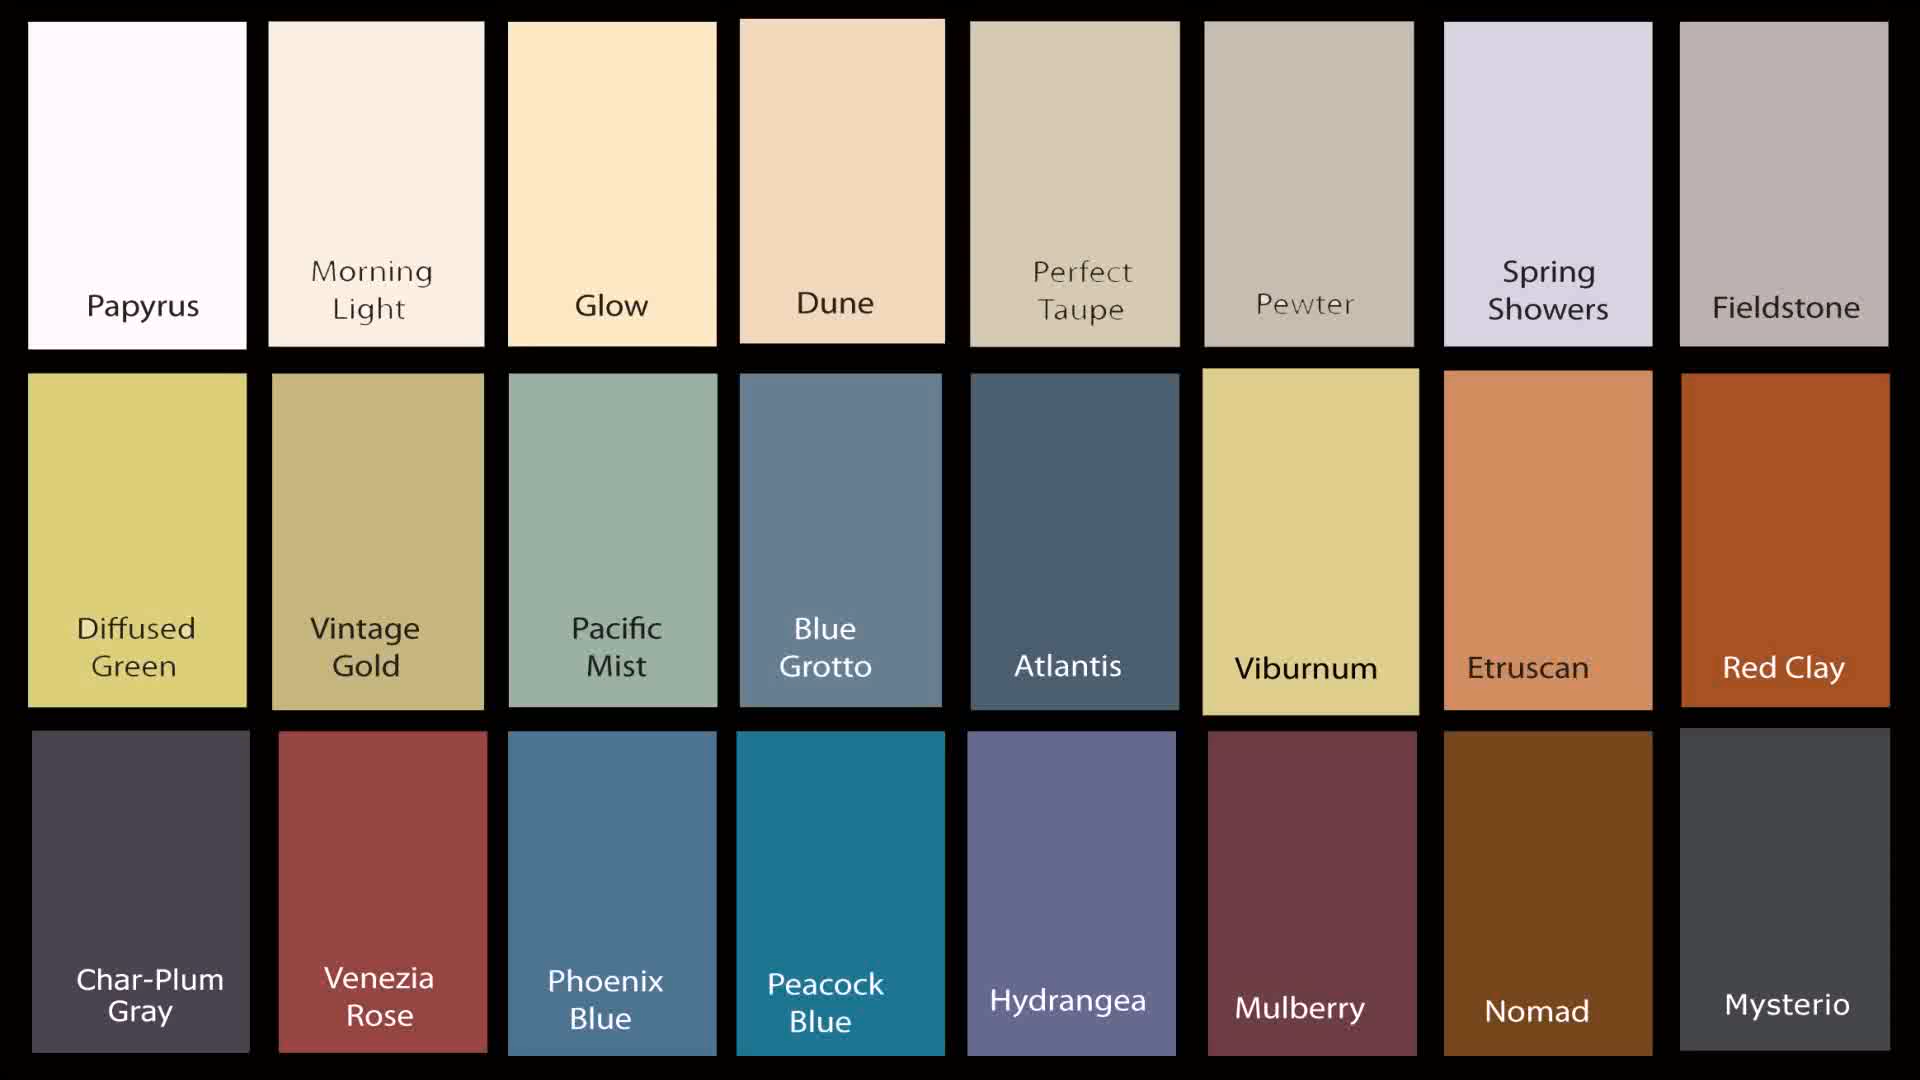 Papyrus
Morning
Light
Glow
Dune
Perfect
Taupe
Pewter
Spring
Showers
Fieldstone
Diffused
Green
Vintage
Gold
Pacific
Mist
Blue
Grotto
Atlantis
Viburnum
Etruscan
Red Clay
Char-Plum
Gray
Venezia
Rose
Phoenix
Blue
Peacock
Blue
Hydrangea
Mulberry
Nomad
Mysterio